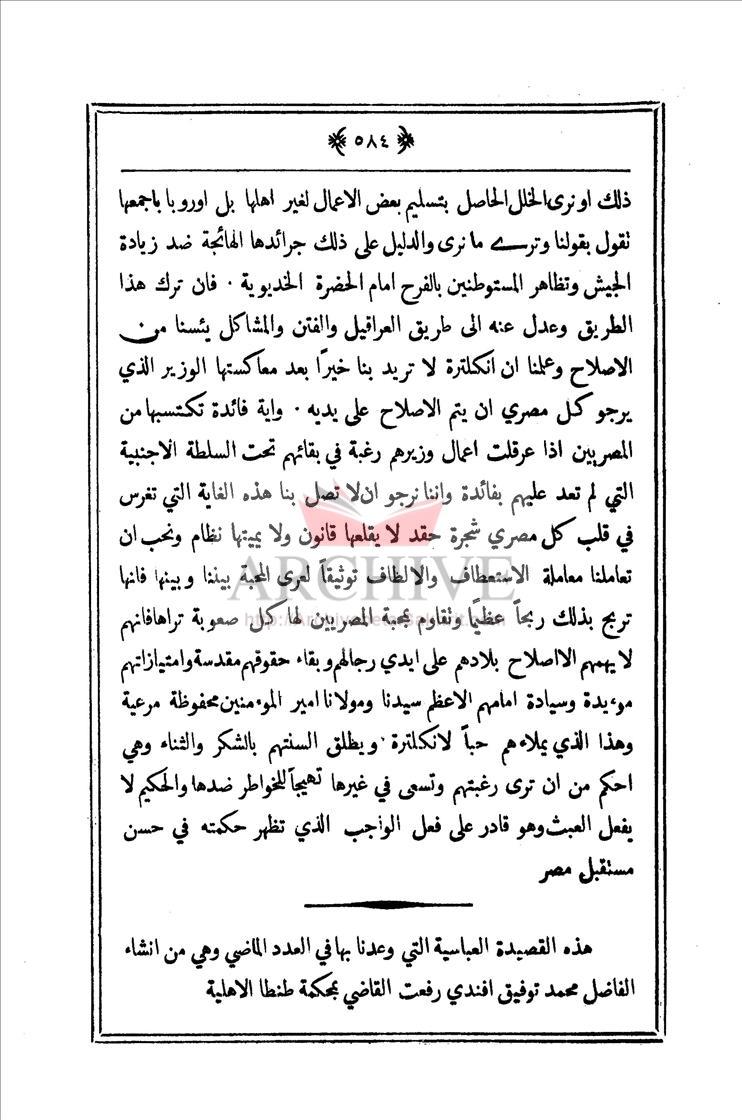 ﴿ ٥٨٤ ﴾
ذلك او نرى الخلل الحاصل بتسليم بعض الاعمال لغير اهلها بل اوروبا باجمعها
تقول بقولنا وترى ما نرى والدليل على ذلك جرائدها الهائجة ضد زيادة
الجيش وتظاهر المستوطنين بالفرح امام الحضرة الخديوية . فان ترك هذا
الطريق وعدل عنه الى طريق العراقيل والفتن والمشاكل يئسنا من
الاصلاح وعلمنا ان انكلترة لا تريد بنا خيرًا بعد معاكستها الوزير الذي
يرجو كل مصري ان يتم الاصلاح على يديه . واية فائدة تكتسبها من
المصريين اذا عرقلت اعمال وزيرهم رغبة في بقائهم تحت السلطة الاجنبية
التي لم تعد عليهم بفائدة واننا نرجو ان لا تصل بنا هذه الغاية التي تغرس
في قلب كل مصري شجرة حقد لا يقلعها قانون ولا يميتها نظام ونحب ان
تعاملنا معاملة الاستعطاف والالطاف توثيقاً لعرى المحبة بيننا وبينها فانها
تربح بذلك ربحاً عظيمًا وتقاوم بمحبة المصريين لها كل صعوبة تراها فانهم
لا يهمهم الا اصلاح بلادهم على ايدي رجالهم وبقاء حقوقهم مقدسة وامتيازاتهم
موءيدة وسيادة امامهم الاعظم سيدنا ومولانا امير الموءمنين محفوظة مرعية
وهذا الذي يملاءهم حباً لانكلترة ويطلق السنتهم بالشكر والثناء وهي
احكم من ان ترى رغبتهم وتسعى في غيرها تهيجاً للخواطر ضدها والحكيم لا
يفعل العبث وهو قادر على فعل الواجب الذي تظهر حكمته في حسن
مستقبل مصر
هذه القصيدة العباسية التي وعدنا بها في العدد الماضي وهي من انشاء
الفاضل محمد توفيق افندي رفعت القاضي بمحكمة طنطا الاهلية
ARCHIVE